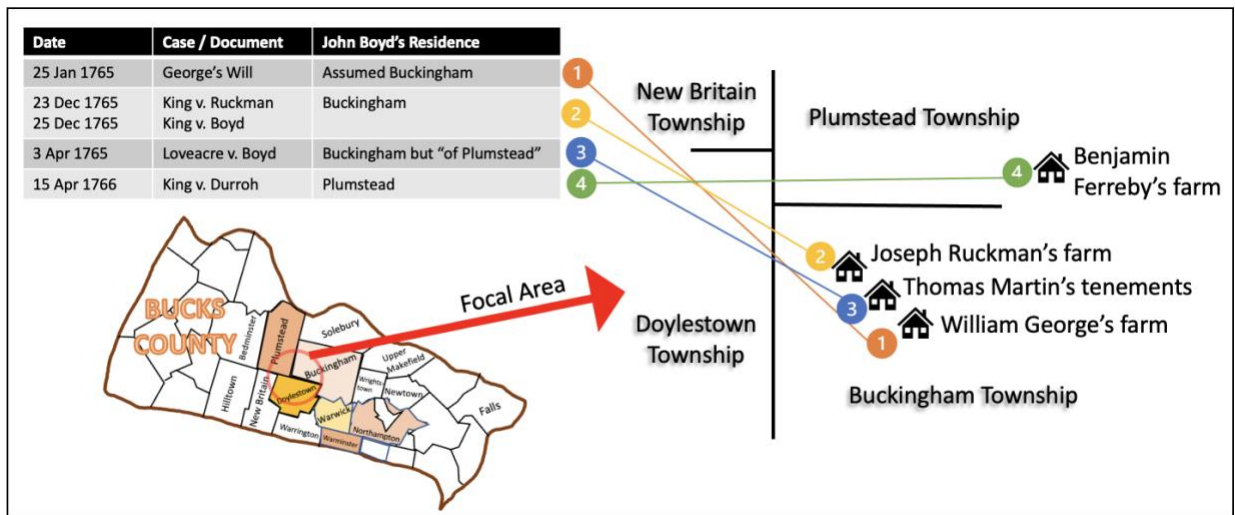 Date Case / Document John Boyd's Residence
25 Jan 1765 George's Will Assumed Buckingham
23 Dec 1765 King v. Ruckman Buckingham
25 Dec 1765 King v. Boyd
3 Apr 1765 Loveacre v. Boyd Buckingham but “of Plumstead”
15 Apr 1766 King v. Durroh Plumstead
1
2
3
4
New Britain
Township
Plumstead Township
4
Benjamin
Ferreby's farm
2
Joseph Ruckman's farm
3
Thomas Martin's tenements
1
William George's farm
Doylestown
Township
Buckingham Township
Focal Area
BUCKS
COUNTY
Bedminster
Plumstead
Solebury
Buckingham
Upper
Makefield
Wrights-
town
Newtown
Falls
Hilltown
New Britain
Doylestown
Warwick
Northampton
Warrington
Warminster